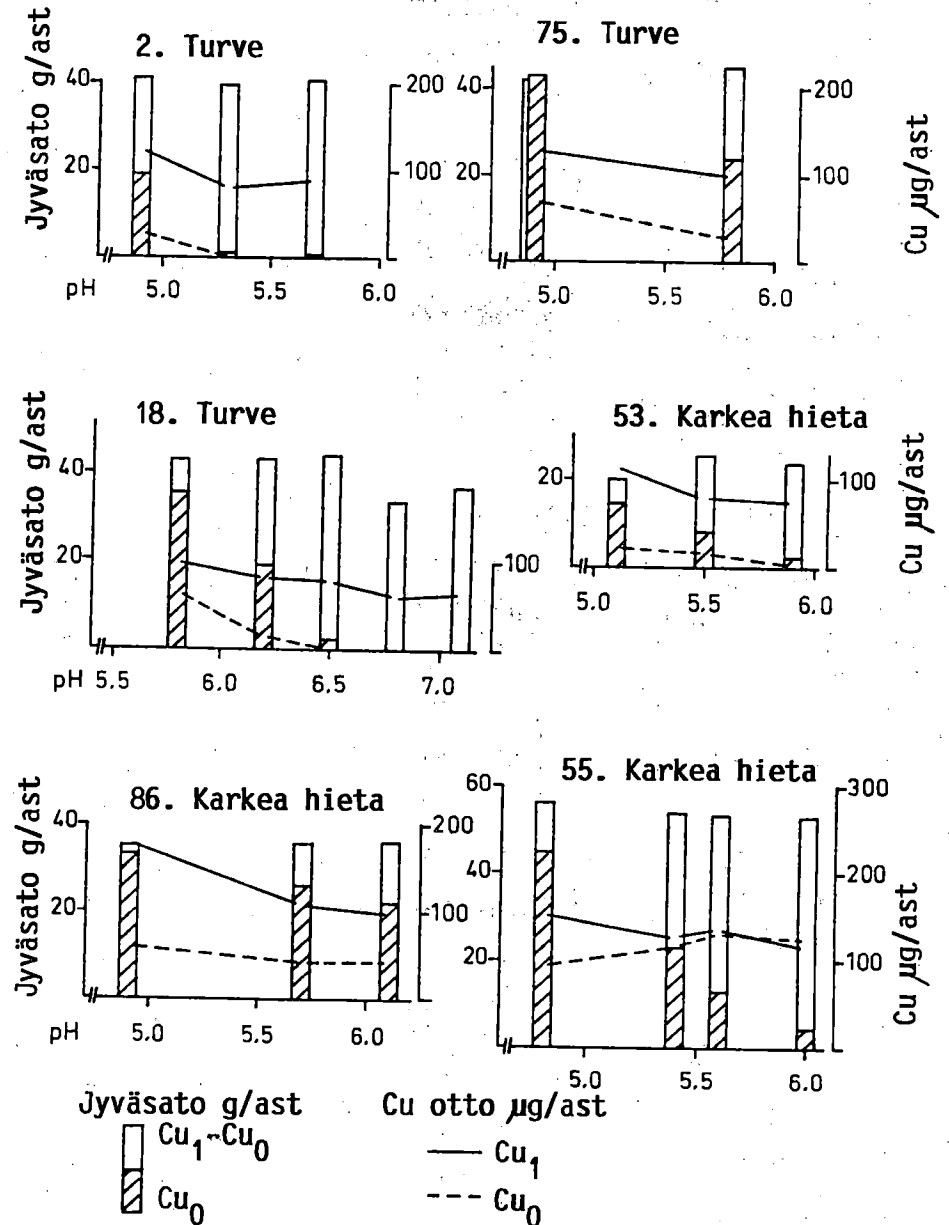 2. Turve
Jyväsato g/ast
40
20
200
100
pH 5.0 5.5 6.0
75. Turve
40
20
200
100
Cu µg/ast
5.0 5.5 6.0
18. Turve
Jyväsato g/ast
40
20
100
pH 5.5 6.0 6.5 7.0
53. Karkea hieta
20
100
Cu µg/ast
5.0 5.5 6.0
86. Karkea hieta
Jyväsato g/ast
40
20
200
100
pH 5.0 5.5 6.0
55. Karkea hieta
60
40
20
300
200
100
Cu µg/ast
5.0 5.5 6.0
Jyväsato g/ast
Cu₁-Cu₀
Cu₀
Cu otto µg/ast
Cu₁
Cu₀